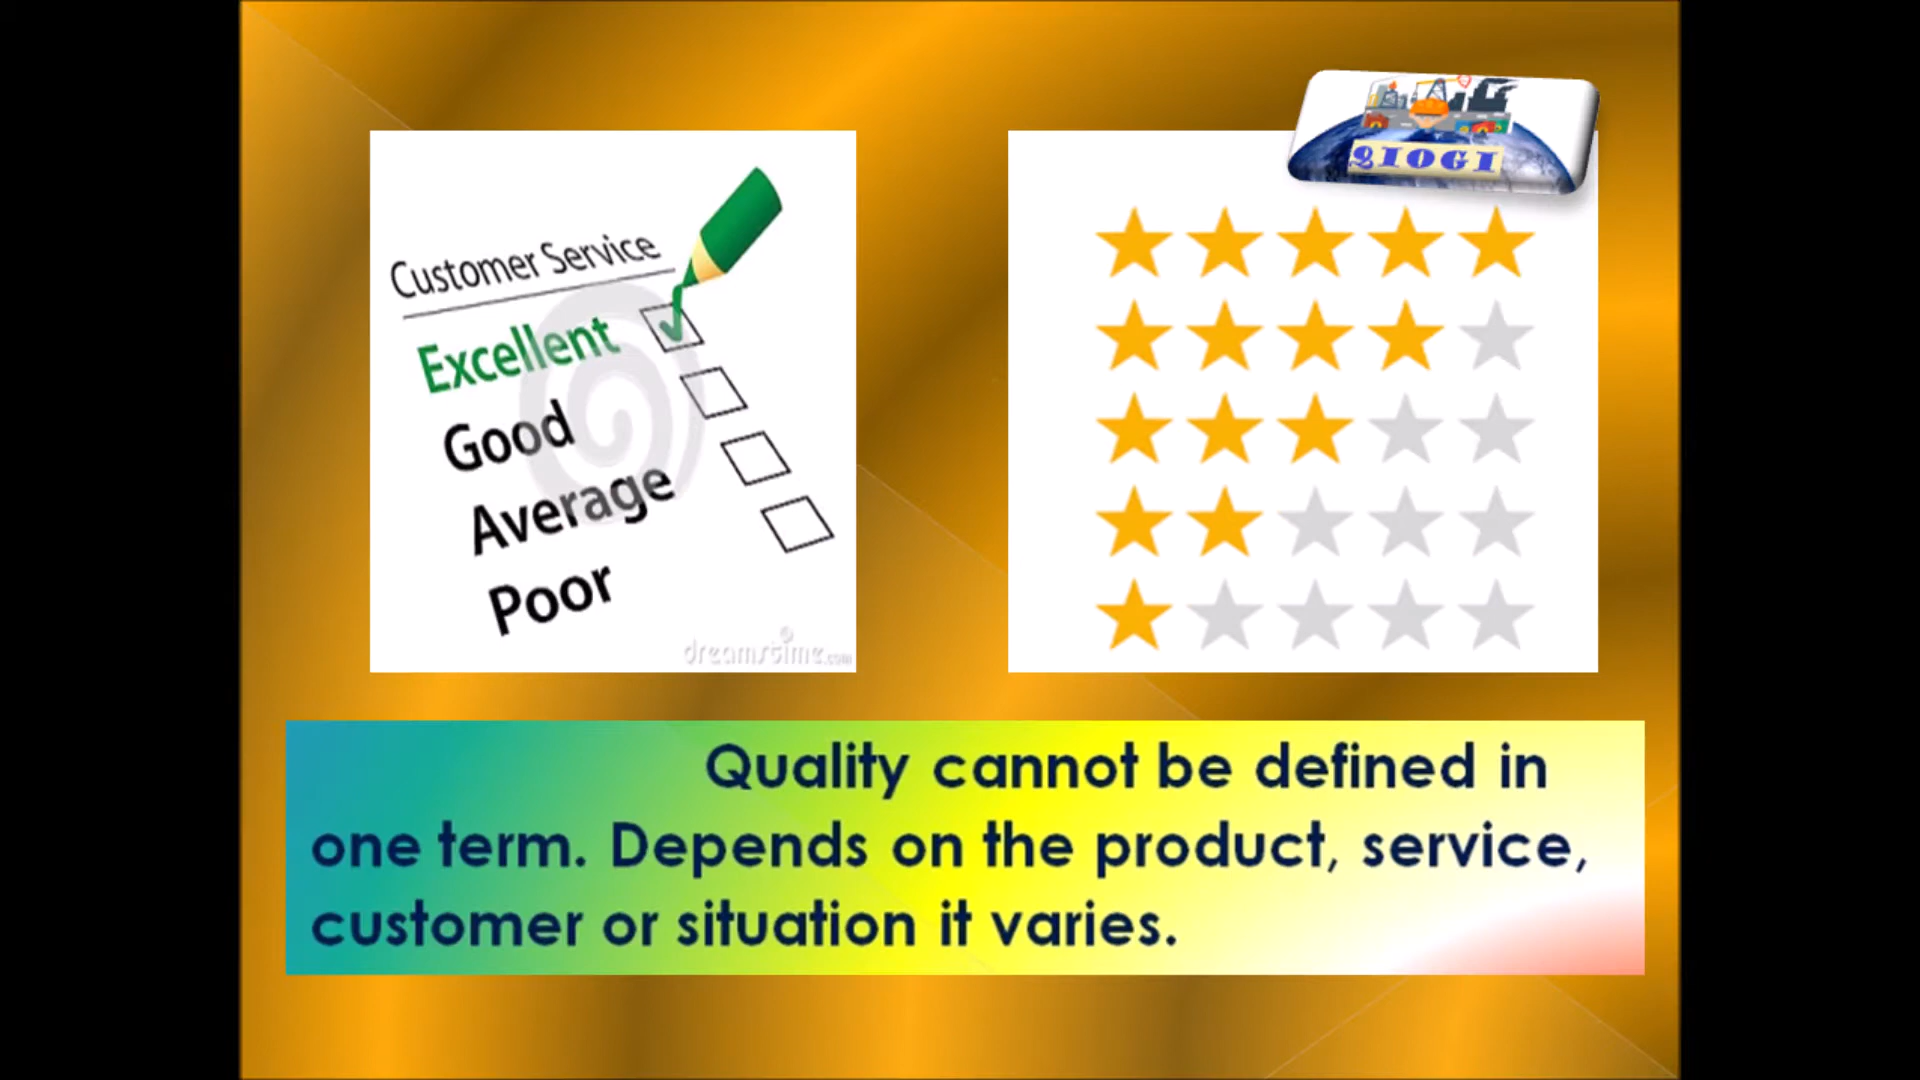 Customer Service
Excellent
Good
Average
Poor
dreamstime.com
QIOGI
Quality cannot be defined in
one term. Depends on the product, service,
customer or situation it varies.